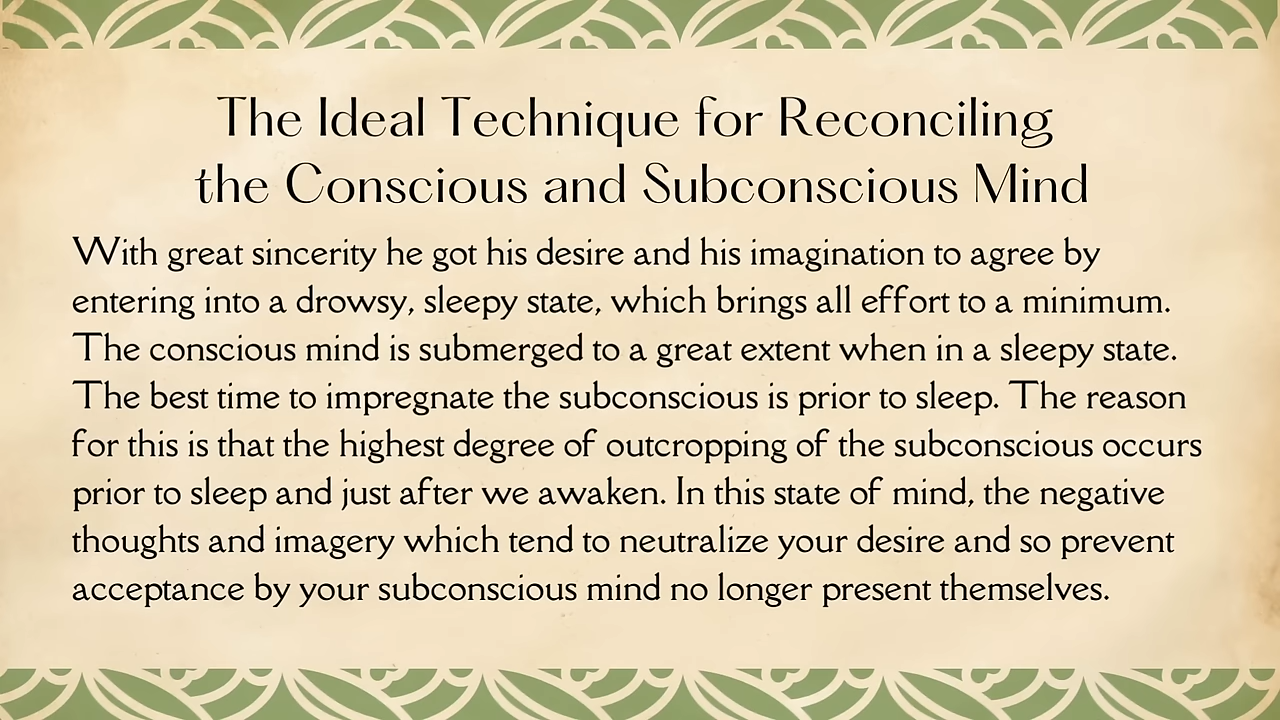 The Ideal Technique for Reconciling
the Conscious and Subconscious Mind
With great sincerity he got his desire and his imagination to agree by
entering into a drowsy, sleepy state, which brings all effort to a minimum.
The conscious mind is submerged to a great extent when in a sleepy state.
The best time to impregnate the subconscious is prior to sleep. The reason
for this is that the highest degree of outcropping of the subconscious occurs
prior to sleep and just after we awaken. In this state of mind, the negative
thoughts and imagery which tend to neutralize your desire and so prevent
acceptance by your subconscious mind no longer present themselves.